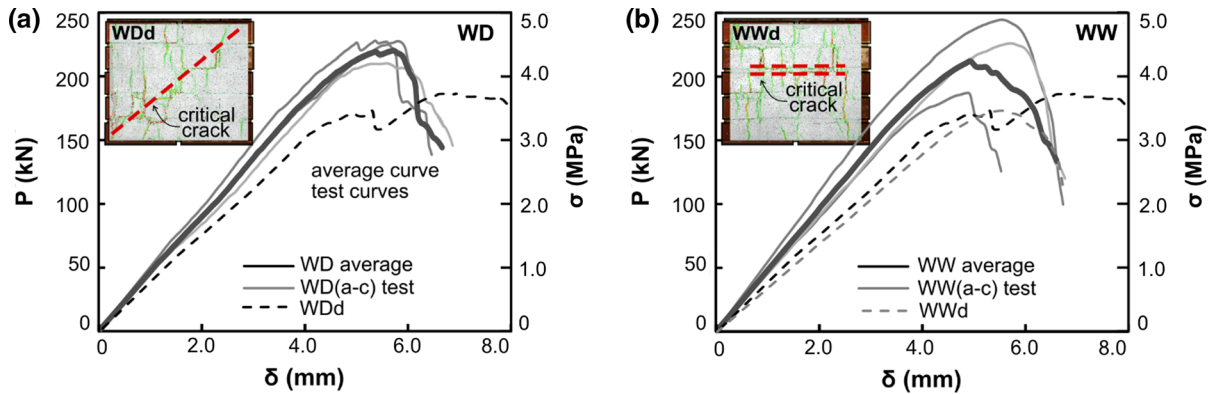 (a)
WDd
critical
crack
WD
250
200
150
100
50
0
P (kN)
5.0
4.0
3.0
2.0
1.0
0
σ (MPa)
average curve
test curves
WD average
WD(a-c) test
WDd
0
2.0
4.0
6.0
8.0
δ (mm)
(b)
WWd
critical
crack
WW
250
200
150
100
50
0
P (kN)
5.0
4.0
3.0
2.0
1.0
0
σ (MPa)
WW average
WW(a-c) test
WWd
0
2.0
4.0
6.0
8.0
δ (mm)